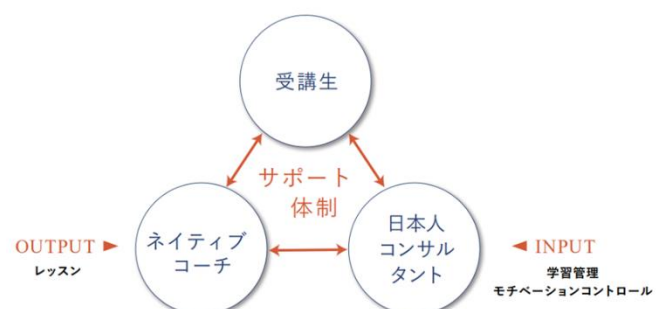 受講生
サポート
体制
OUTPUT ►
レッスン
ネイティブ
コーチ
日本人
コンサル
タント
◄ INPUT
学習管理
モチベーションコントロール